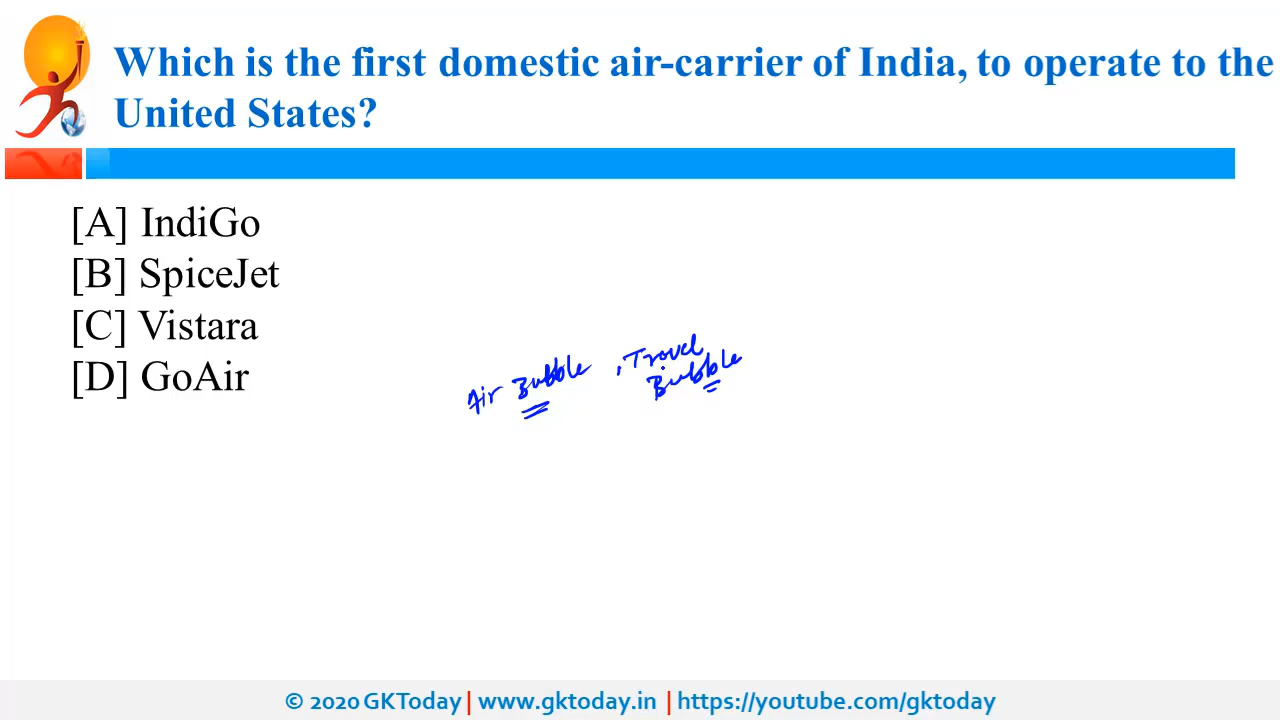 Which is the first domestic air-carrier of India, to operate to the
United States?
[A] IndiGo
[B] SpiceJet
[C] Vistara
[D] GoAir
Air Bubble , Travel
Bubble
© 2020 GKToday | www.gktoday.in | https://youtube.com/gktoday